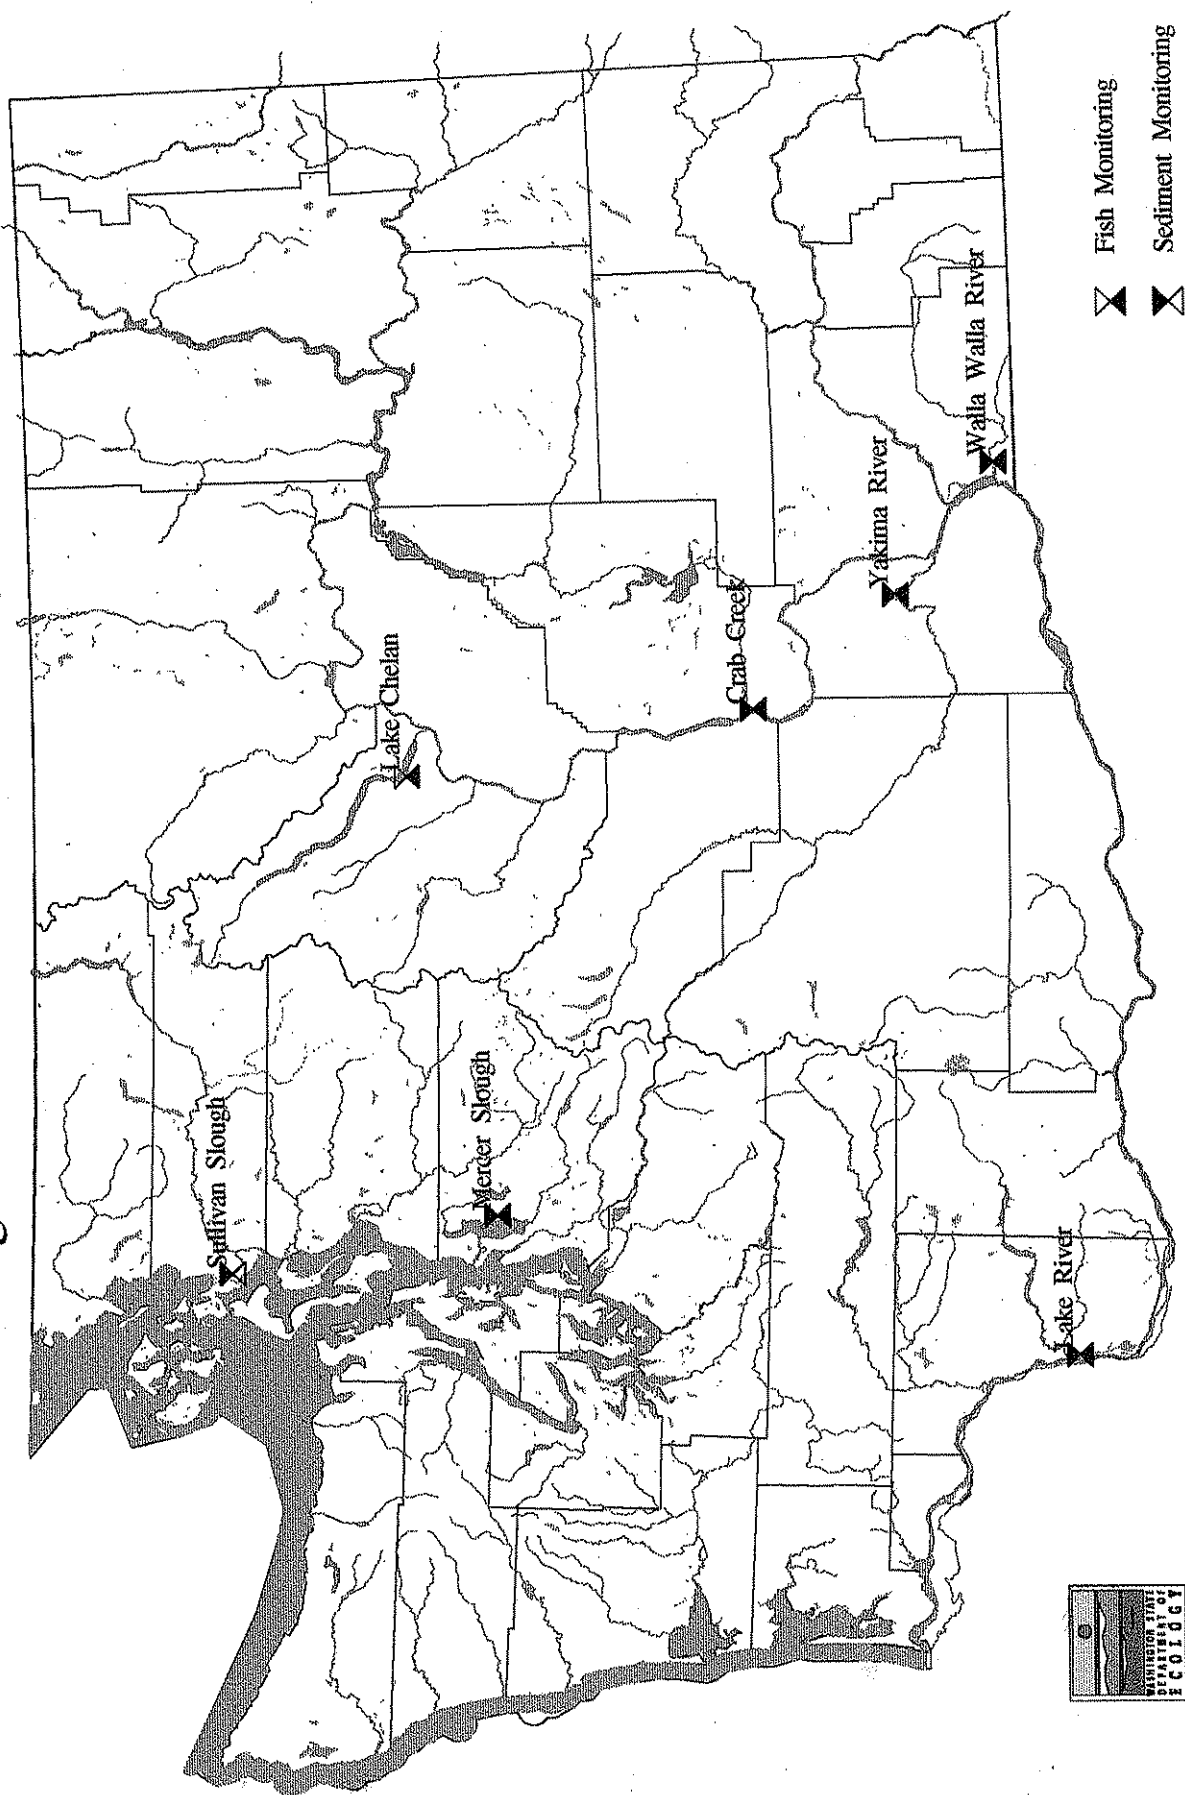 Sullivan Slough
Lake Chelan
Mercer Slough
Crab Creek
Yakima River
Walla Walla River
Lake River
Fish Monitoring
Sediment Monitoring
WASHINGTON STATE
DEPARTMENT OF
ECOLOGY